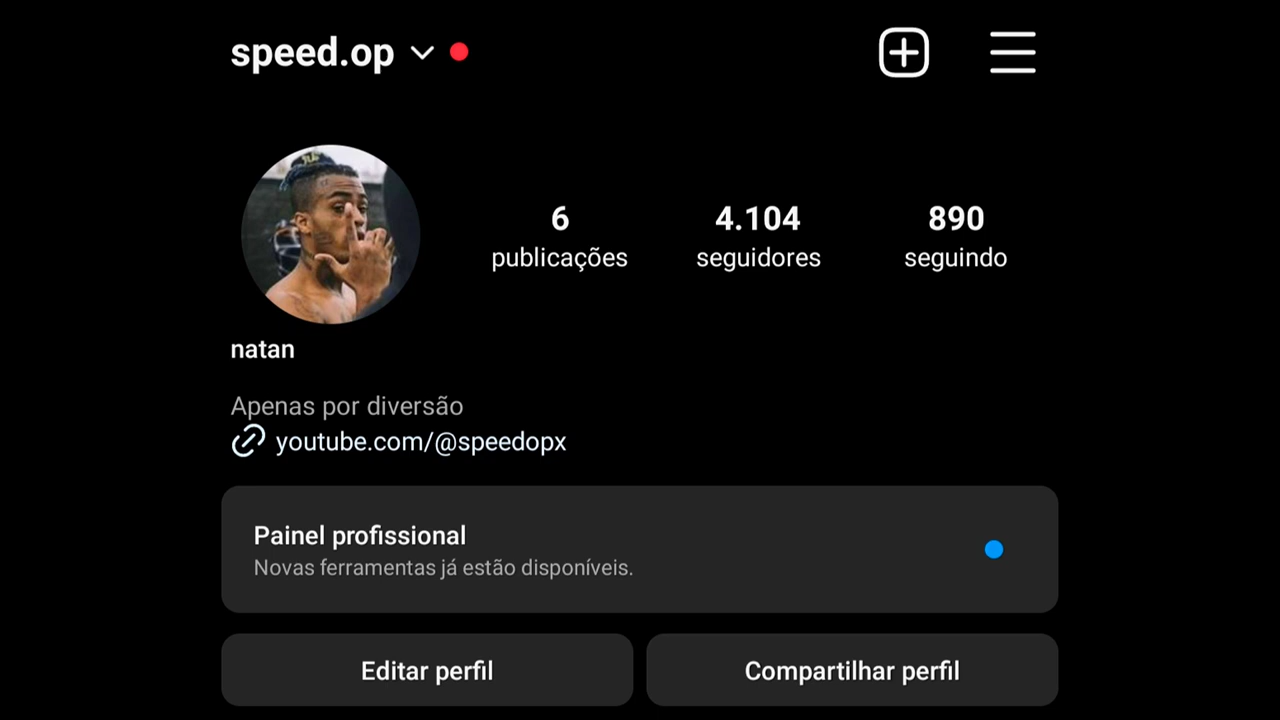 speed.op
6
publicações
4.104
seguidores
890
seguindo
natan
Apenas por diversão
youtube.com/@speedopx
Painel profissional
Novas ferramentas já estão disponíveis.
Editar perfil
Compartilhar perfil